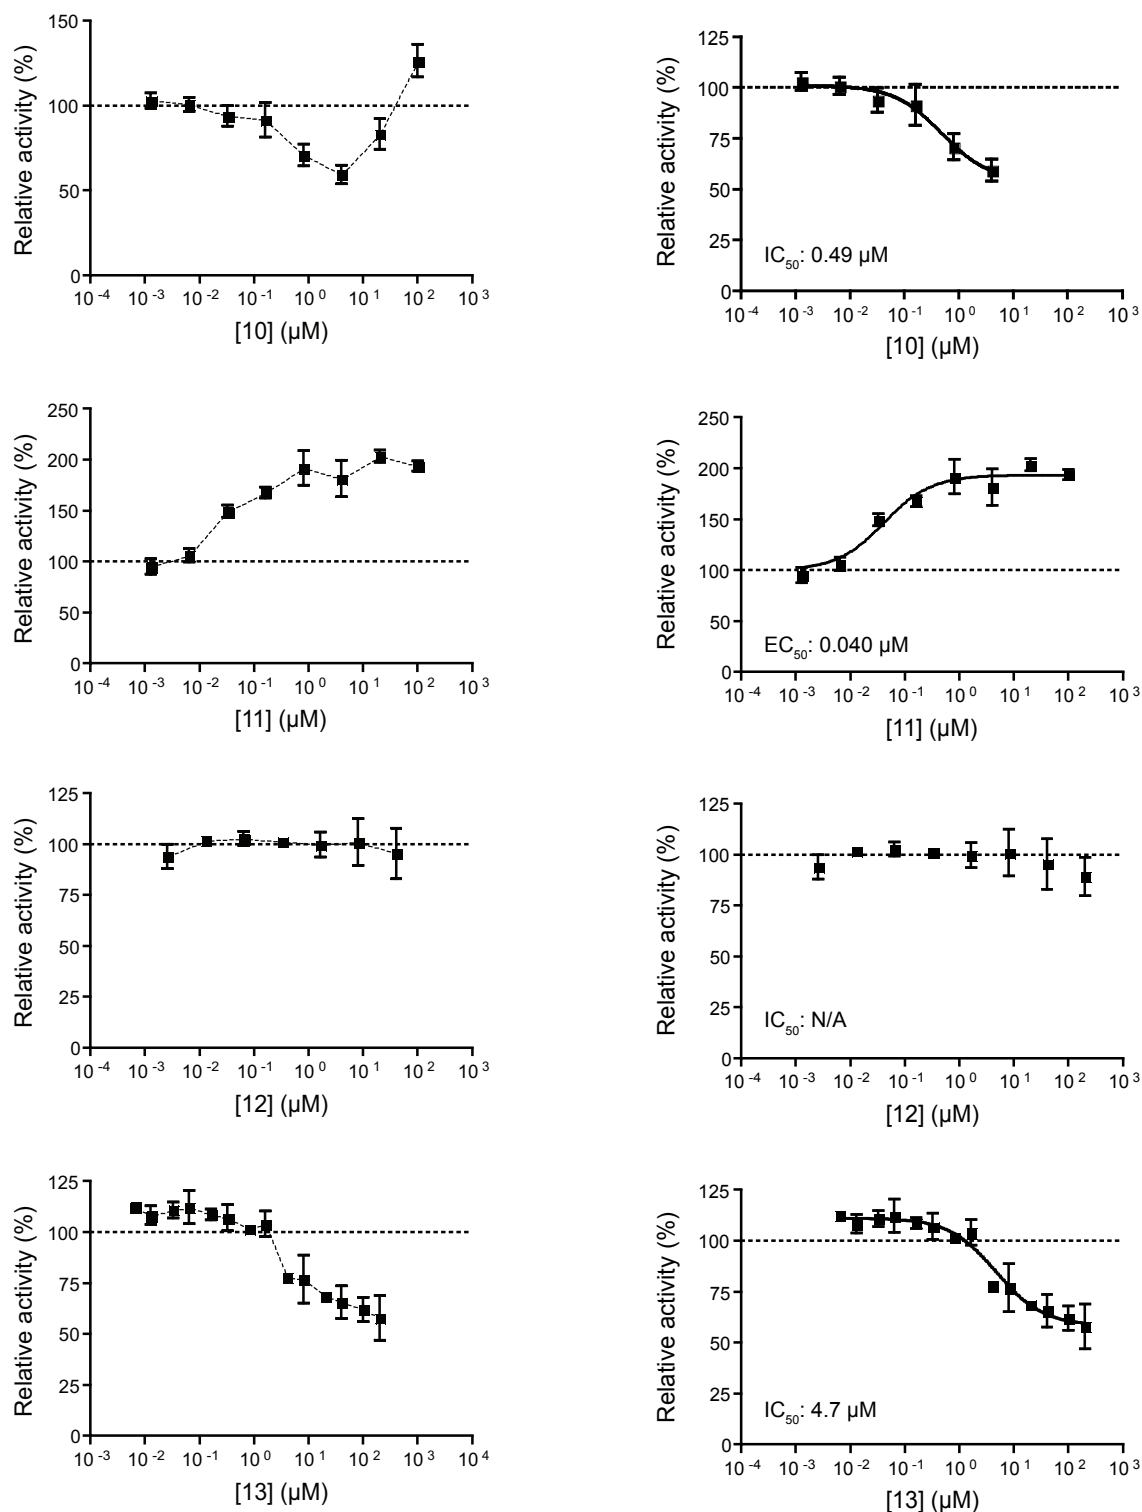 Relative activity (%)
150
100
50
0
10⁻⁴ 10⁻³ 10⁻² 10⁻¹ 10⁰ 10¹ 10² 10³
[10] (µM)
Relative activity (%)
125
100
75
50
25
0
IC₅₀: 0.49 µM
10⁻⁴ 10⁻³ 10⁻² 10⁻¹ 10⁰ 10¹ 10² 10³
[10] (µM)
Relative activity (%)
250
200
150
100
50
0
10⁻⁴ 10⁻³ 10⁻² 10⁻¹ 10⁰ 10¹ 10² 10³
[11] (µM)
Relative activity (%)
250
200
150
100
50
0
EC₅₀: 0.040 µM
10⁻⁴ 10⁻³ 10⁻² 10⁻¹ 10⁰ 10¹ 10² 10³
[11] (µM)
Relative activity (%)
125
100
75
50
25
0
10⁻⁴ 10⁻³ 10⁻² 10⁻¹ 10⁰ 10¹ 10² 10³
[12] (µM)
Relative activity (%)
125
100
75
50
25
0
IC₅₀: N/A
10⁻⁴ 10⁻³ 10⁻² 10⁻¹ 10⁰ 10¹ 10² 10³
[12] (µM)
Relative activity (%)
125
100
75
50
25
0
10⁻³ 10⁻² 10⁻¹ 10⁰ 10¹ 10² 10³ 10⁴
[13] (µM)
Relative activity (%)
125
100
75
50
25
0
IC₅₀: 4.7 µM
10⁻⁴ 10⁻³ 10⁻² 10⁻¹ 10⁰ 10¹ 10² 10³
[13] (µM)